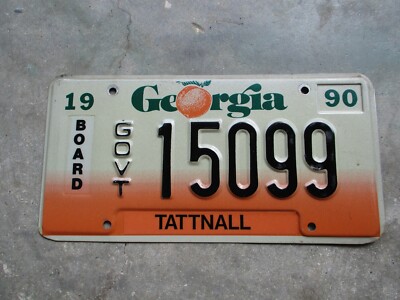 19 Georgia 90
BOARD
GOVT
15099
TATTNALL